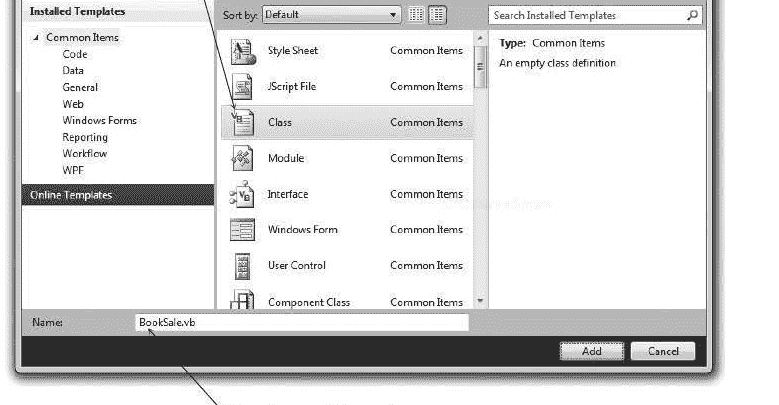 Installed Templates
Sort by: Default
Search Installed Templates
Common Items
Code
Data
General
Web
Windows Forms
Reporting
Workflow
WPF
Online Templates
Style Sheet Common Items
JScript File Common Items
Class Common Items
Module Common Items
Interface Common Items
Windows Form Common Items
User Control Common Items
Component Class Common Items
Type: Common Items
An empty class definition
Name: BookSale.vb
Add
Cancel